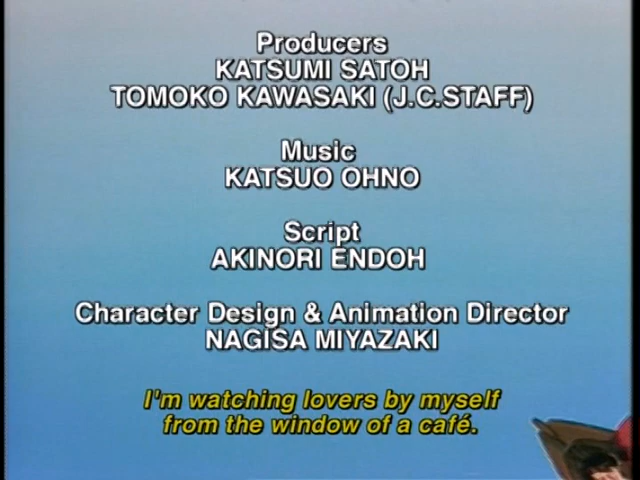 Producers
KATSUMI SATOH
TOMOKO KAWASAKI (J.C.STAFF)
Music
KATSUO OHNO
Script
AKINORI ENDOH
Character Design & Animation Director
NAGISA MIYAZAKI
I'm watching lovers by myself
from the window of a café.